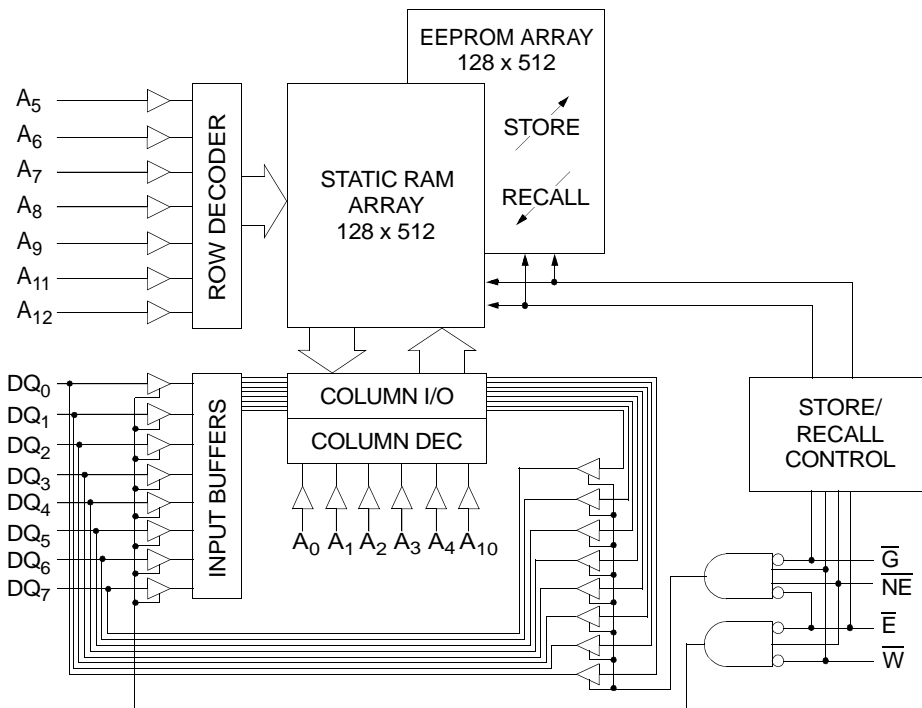 EEPROM ARRAY
128 x 512
STORE
RECALL
STATIC RAM
ARRAY
128 x 512
A5
A6
A7
A8
A9
A11
A12
ROW DECODER
DQ0
DQ1
DQ2
DQ3
DQ4
DQ5
DQ6
DQ7
INPUT BUFFERS
COLUMN I/O
COLUMN DEC
A0 A1 A2 A3 A4 A10
STORE/
RECALL
CONTROL
G̅
N̅E̅
E̅
W̅